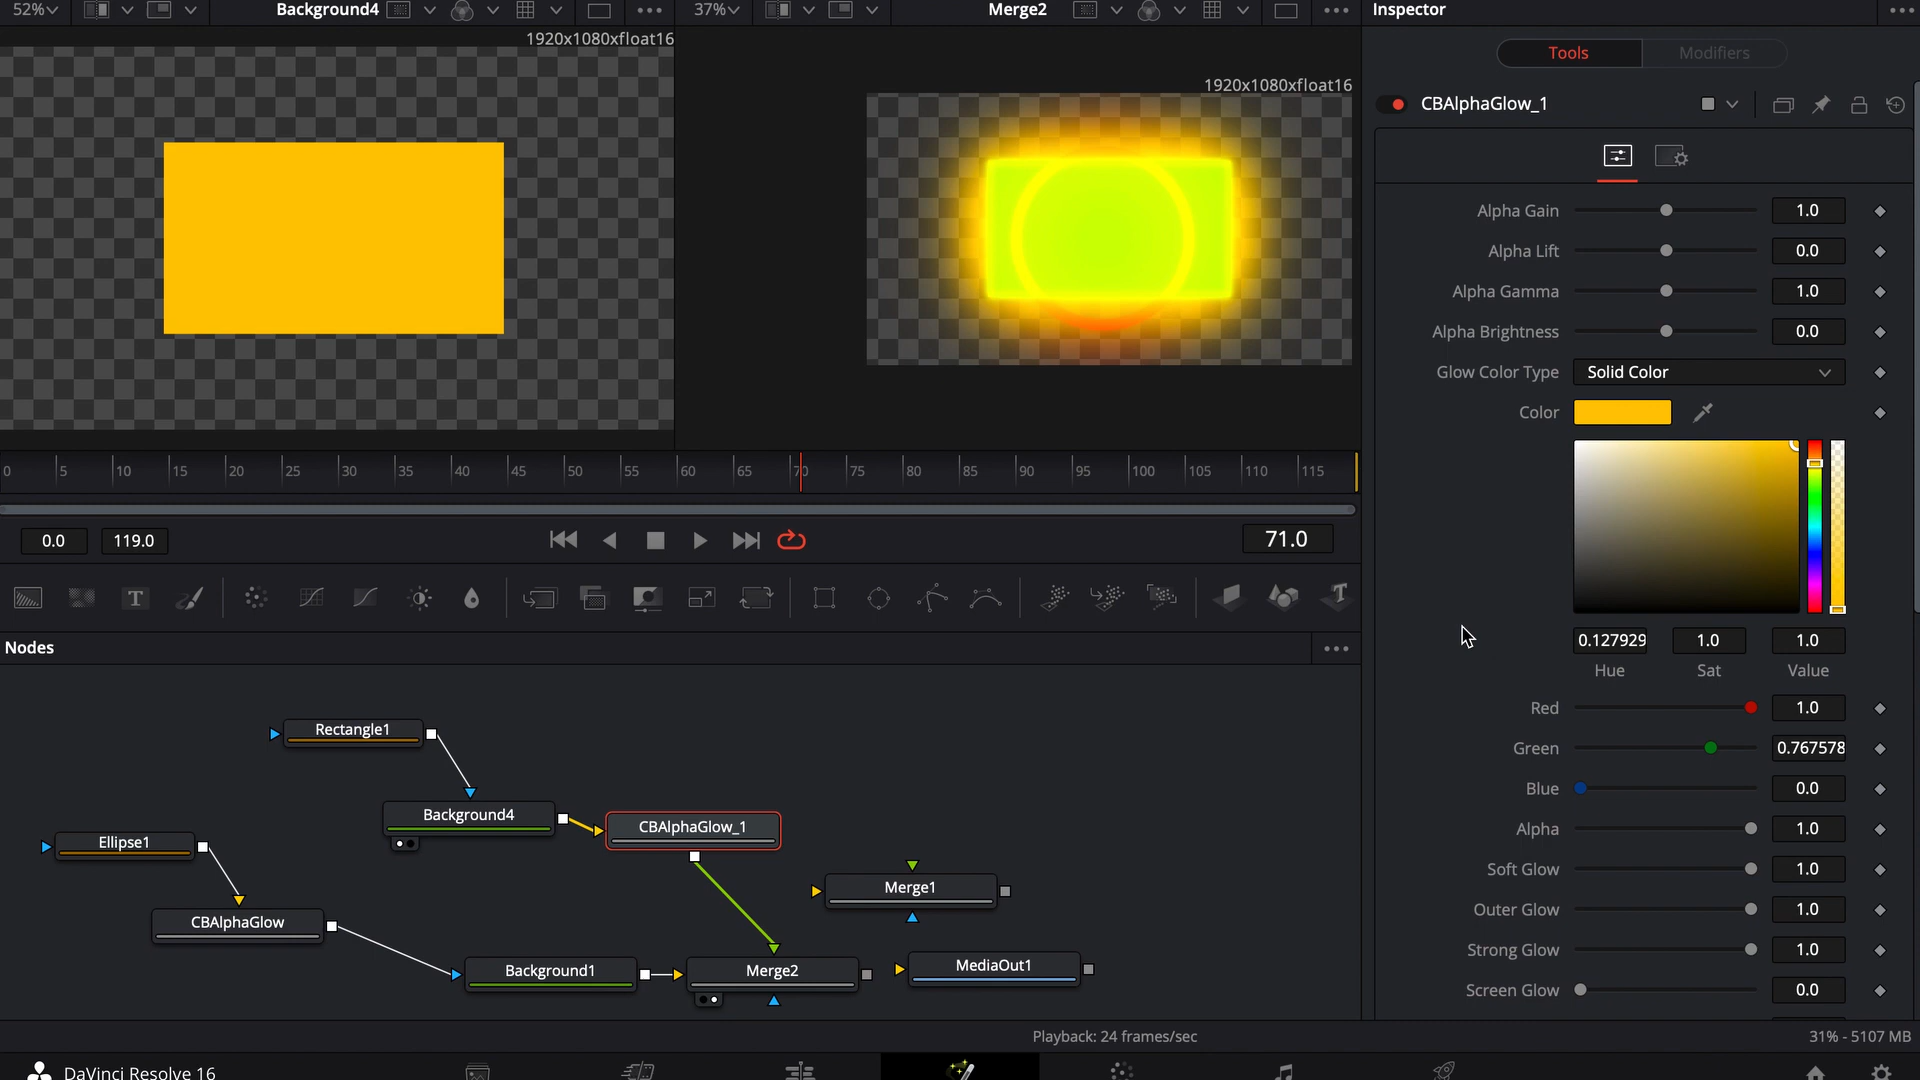 52%
Background4
37%
Merge2
Inspector
1920x1080xfloat16
1920x1080xfloat16
Tools
Modifiers
CBAlphaGlow_1
Alpha Gain 1.0
Alpha Lift 0.0
Alpha Gamma 1.0
Alpha Brightness 0.0
Glow Color Type Solid Color
Color
0.127929 1.0 1.0
Hue Sat Value
Red 1.0
Green 0.767578
Blue 0.0
Alpha 1.0
Soft Glow 1.0
Outer Glow 1.0
Strong Glow 1.0
Screen Glow 0.0
0 5 10 15 20 25 30 35 40 45 50 55 60 65 70 75 80 85 90 95 100 105 110 115
0.0 119.0 71.0
T
T
Nodes
Rectangle1
Background4
CBAlphaGlow_1
Ellipse1
Merge1
CBAlphaGlow
Background1
Merge2
MediaOut1
Playback: 24 frames/sec
31% - 5107 MB
DaVinci Resolve 16